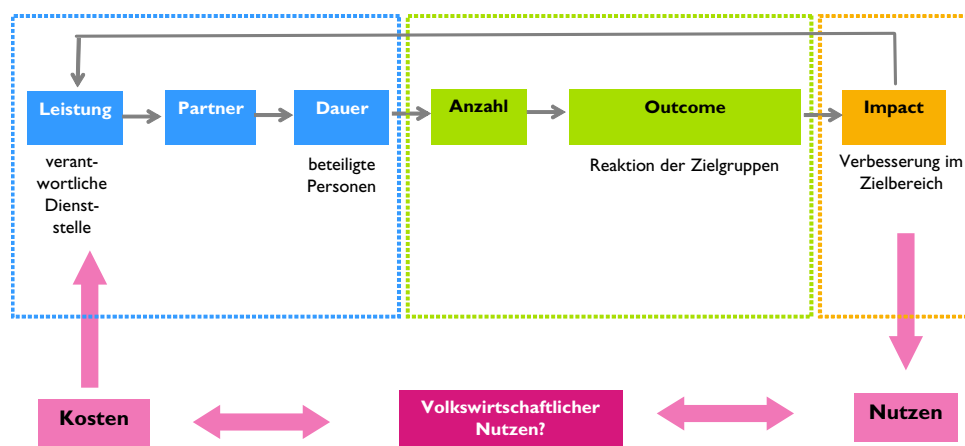 Leistung
Partner
Dauer
Anzahl
Outcome
Impact
verant-
wortliche
Dienst-
stelle
beteiligte
Personen
Reaktion der Zielgruppen
Verbesserung im
Zielbereich
Kosten
Volkswirtschaftlicher
Nutzen?
Nutzen